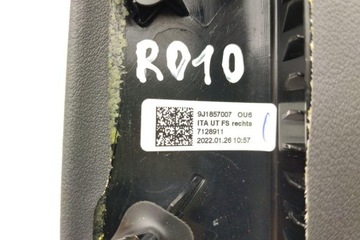 R010
9J1857007 OU5
ITA UT FS rechts
7128911
2022.01.26 10:57